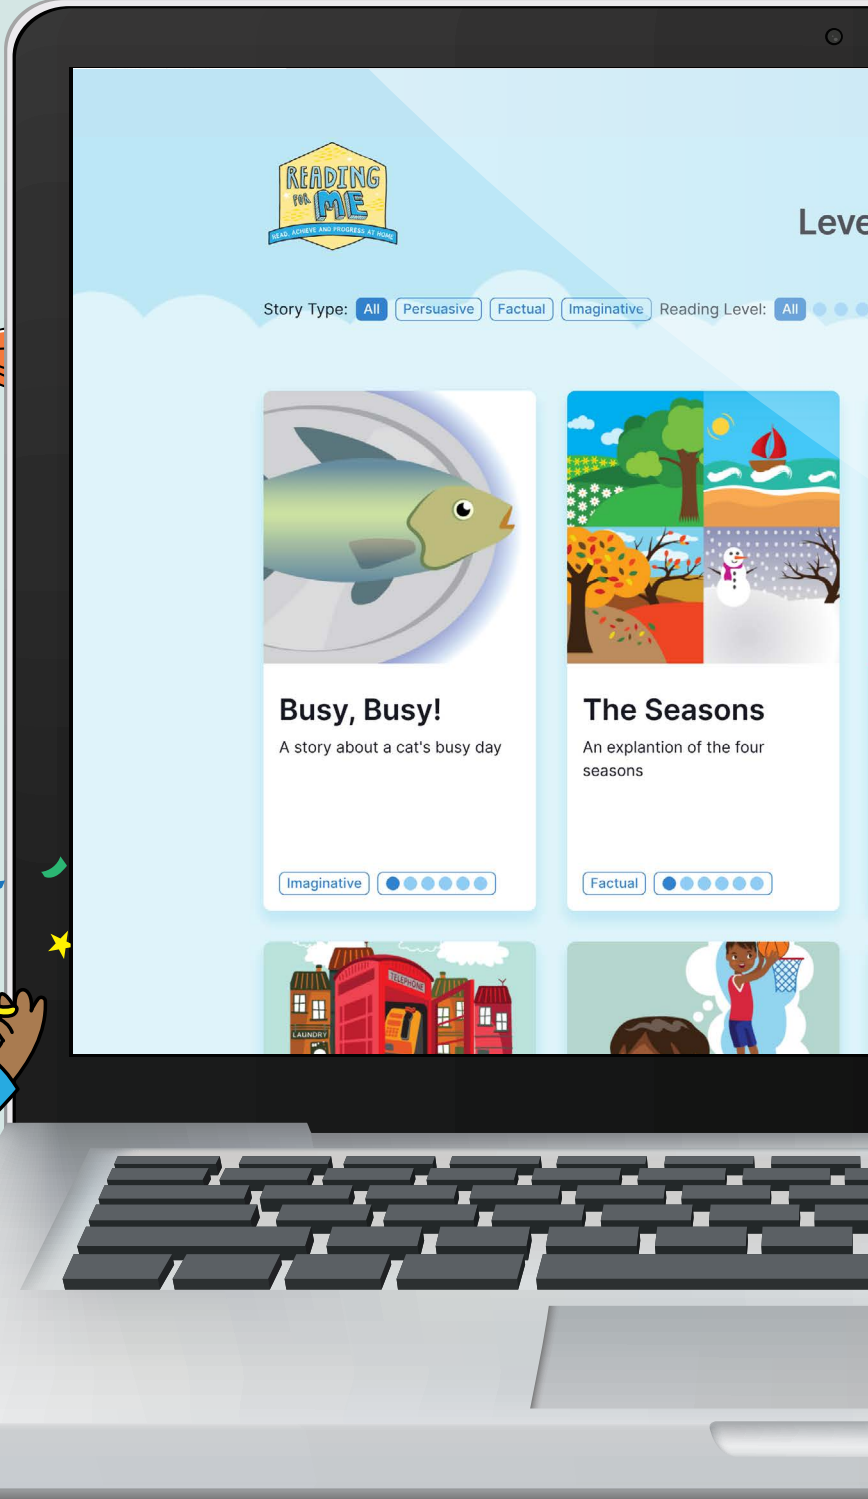 READING
FOR ME
READ, ACHIEVE AND PROGRESS AT HOME
Leve
Story Type: All Persuasive Factual Imaginative Reading Level: All
Busy, Busy!
A story about a cat's busy day
Imaginative
The Seasons
An explantion of the four
seasons
Factual
TELEPHONE
LAUNDRY